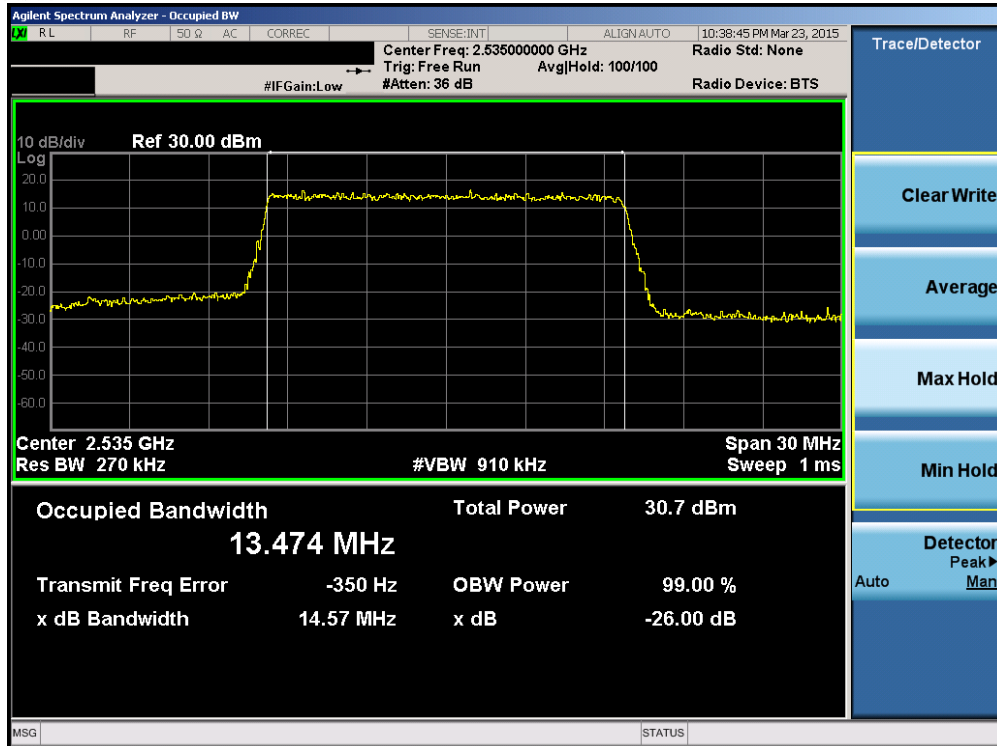 Agilent Spectrum Analyzer - Occupied BW
LXI RL RF 50 Ω AC CORREC SENSE:INT ALIGN AUTO 10:38:45 PM Mar 23, 2015
Center Freq: 2.535000000 GHz Radio Std: None
Trig: Free Run Avg|Hold: 100/100
#IFGain:Low #Atten: 36 dB Radio Device: BTS
Trace/Detector
10 dB/div Ref 30.00 dBm
Log
20.0
10.0
0.00
-10.0
-20.0
-30.0
-40.0
-50.0
-60.0
Center 2.535 GHz Span 30 MHz
Res BW 270 kHz #VBW 910 kHz Sweep 1 ms
Occupied Bandwidth Total Power 30.7 dBm
13.474 MHz
Transmit Freq Error -350 Hz OBW Power 99.00 %
x dB Bandwidth 14.57 MHz x dB -26.00 dB
Clear Write
Average
Max Hold
Min Hold
Detector
Peak▶
Auto Man
MSG STATUS